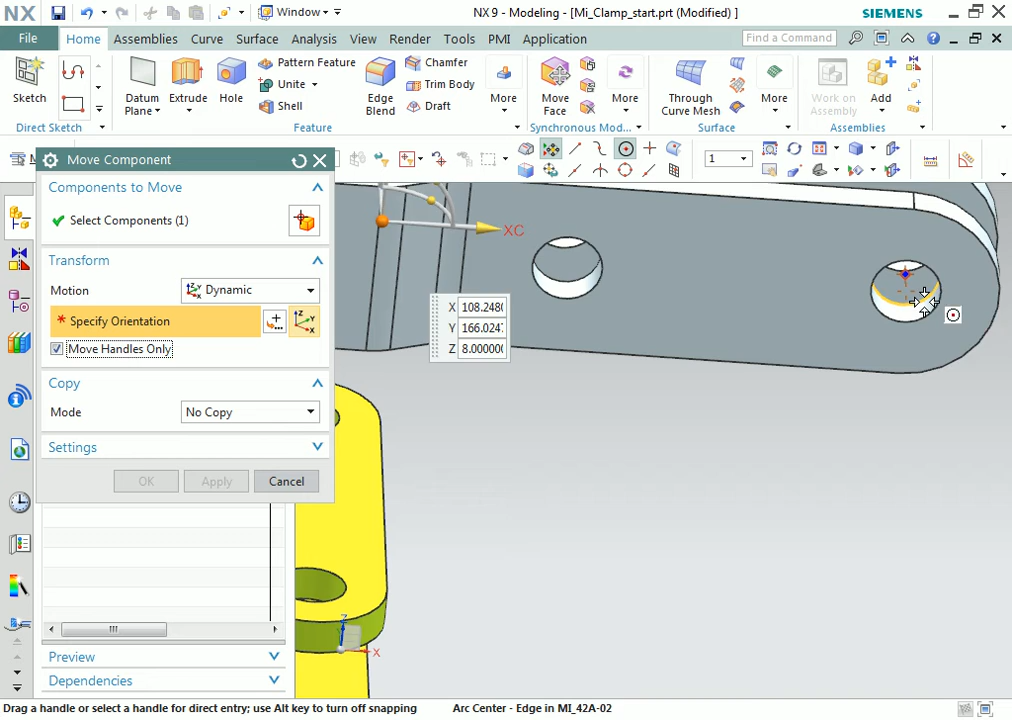 NX
Window
NX 9 - Modeling - [Mi_Clamp_start.prt (Modified) ]
SIEMENS
File
Home
Assemblies
Curve
Surface
Analysis
View
Render
Tools
PMI
Application
Find a Command
Sketch
Direct Sketch
Datum Plane
Extrude
Hole
Pattern Feature
Unite
Shell
Edge Blend
Chamfer
Trim Body
Draft
More
Feature
Move Face
More
Synchronous Mod...
Through Curve Mesh
More
Surface
Work on Assembly
Add
Assemblies
M
1
Move Component
Components to Move
Select Components (1)
Transform
Motion
Dynamic
* Specify Orientation
Move Handles Only
Copy
Mode
No Copy
Settings
OK
Apply
Cancel
Preview
Dependencies
XC
X 108.2480
Y 166.024
Z 8.00000
Z
X
Drag a handle or select a handle for direct entry; use Alt key to turn off snapping
Arc Center - Edge in MI_42A-02